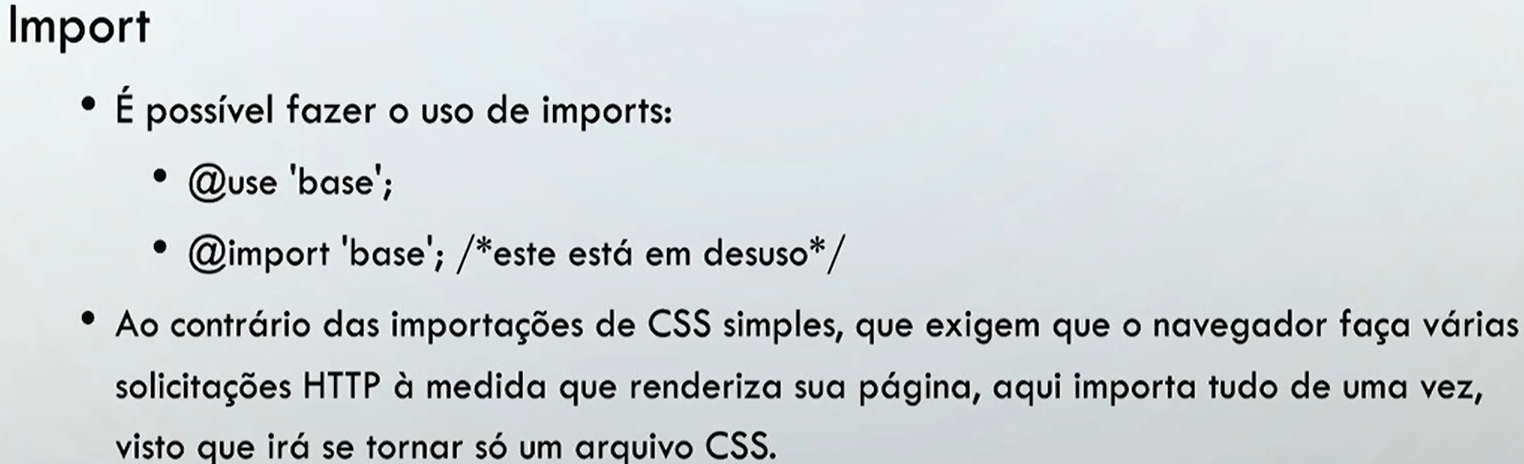 Import
• É possível fazer o uso de imports:
• @use 'base';
• @import 'base'; /*este está em desuso*/
• Ao contrário das importações de CSS simples, que exigem que o navegador faça várias
solicitações HTTP à medida que renderiza sua página, aqui importa tudo de uma vez,
visto que irá se tornar só um arquivo CSS.